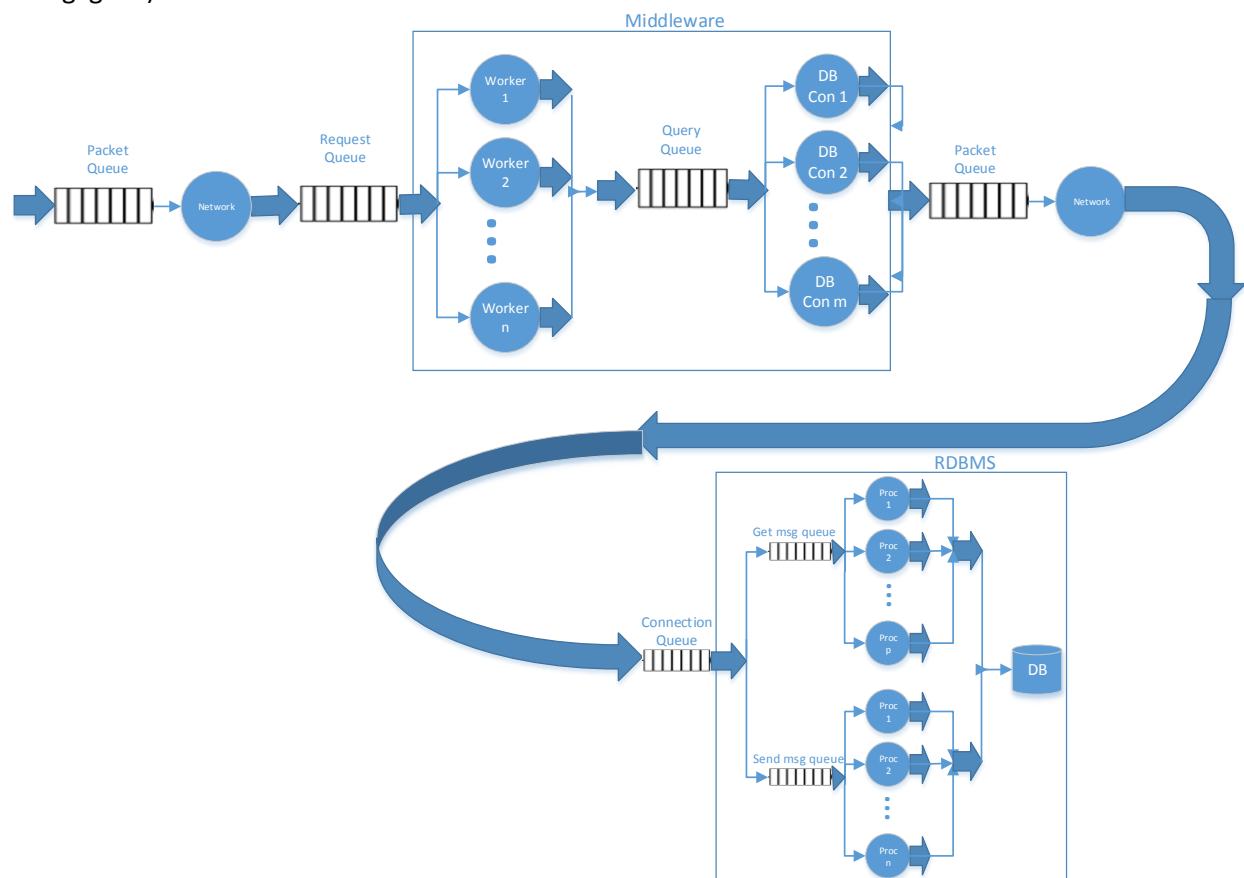 Middleware
Packet
Queue
Network
Request
Queue
Worker
1
Worker
2
Worker
n
Query
Queue
DB
Con 1
DB
Con 2
DB
Con m
Packet
Queue
Network
RDBMS
Connection
Queue
Get msg queue
Proc
1
Proc
2
Proc
p
Send msg queue
Proc
1
Proc
2
Proc
n
DB